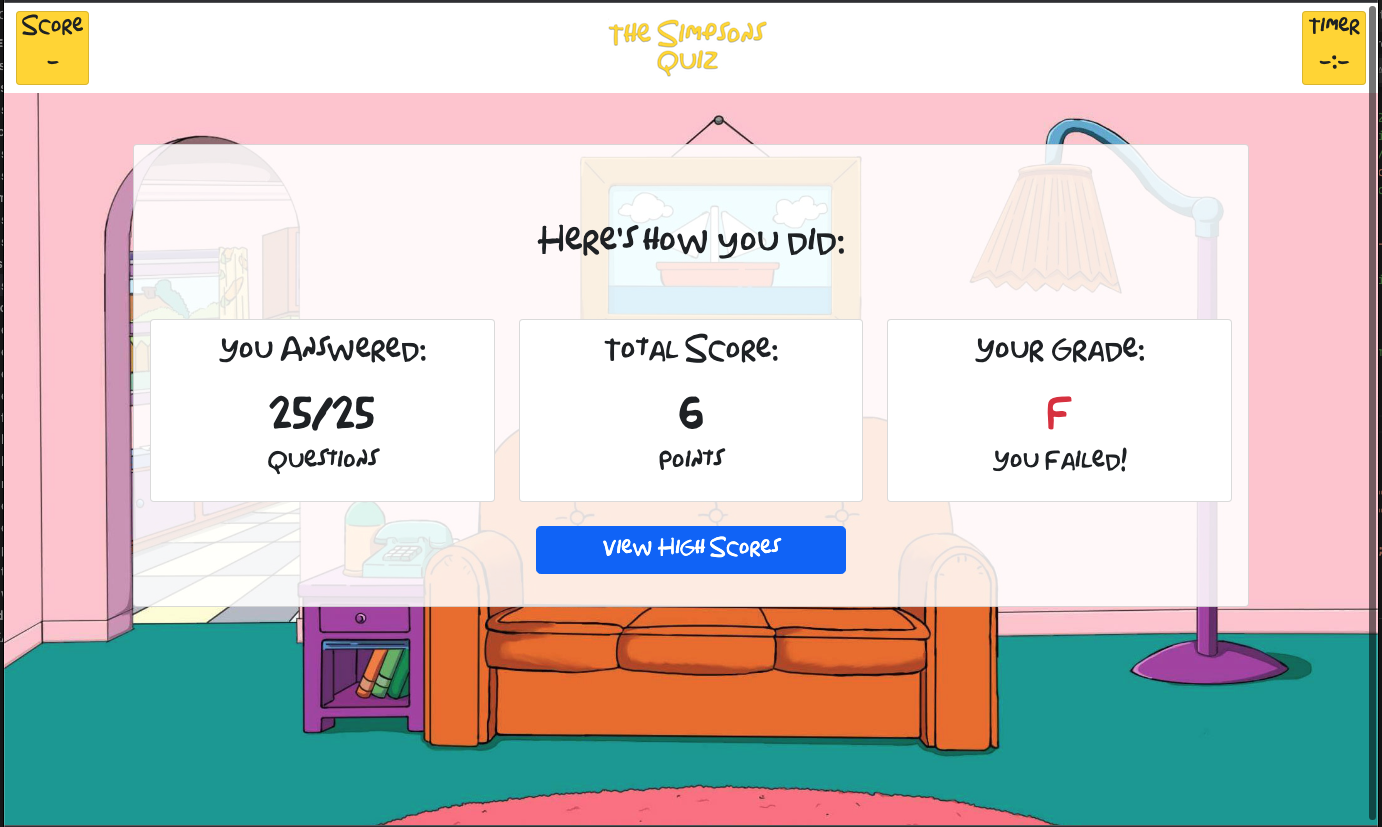 Score
-
The Simpsons
Quiz
Timer
-:-
Here's how you did:
You Answered:
25/25
Questions
Total Score:
6
Points
Your Grade:
F
You Failed!
View High Scores